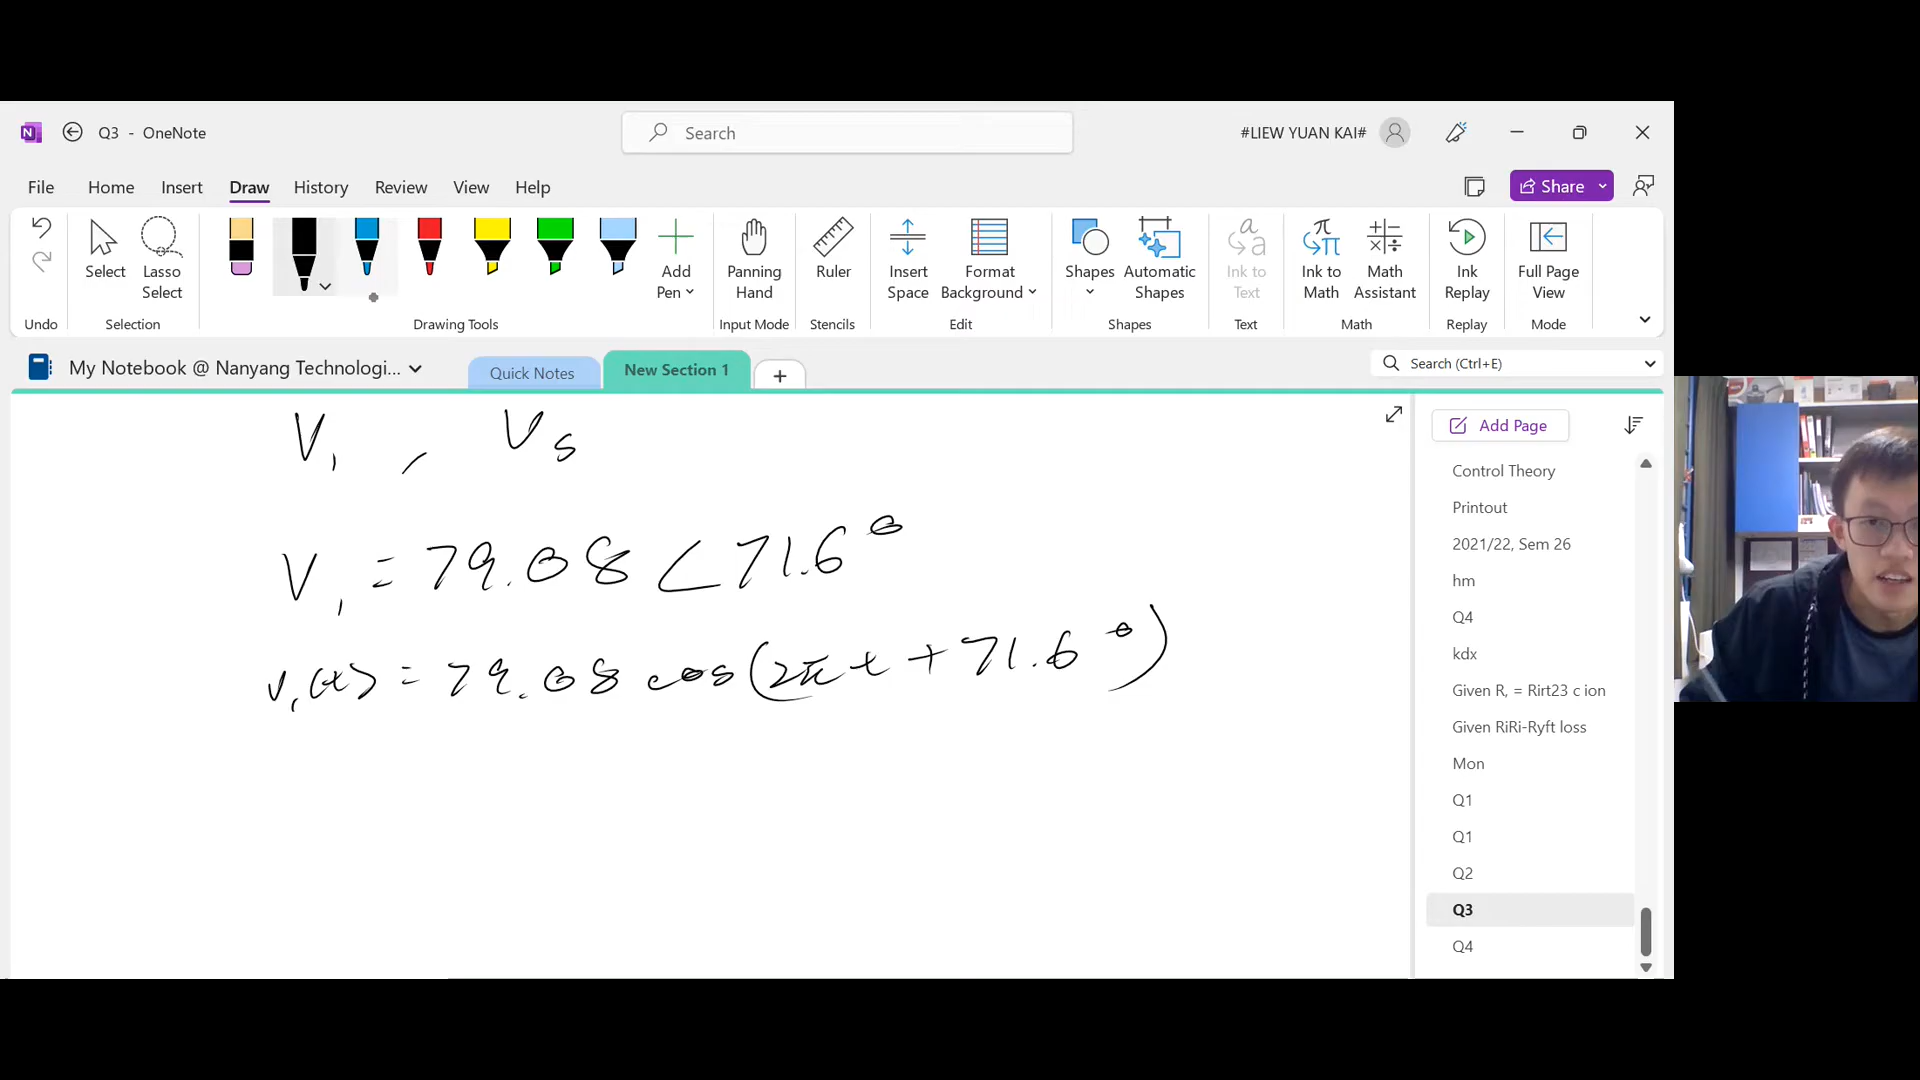 Q3 - OneNote
Search
#LIEW YUAN KAI#
File
Home
Insert
Draw
History
Review
View
Help
Share
Select
Lasso Select
Add Pen
Panning Hand
Ruler
Insert Space
Format Background
Shapes
Automatic Shapes
Ink to Text
Ink to Math
Math Assistant
Ink Replay
Full Page View
Undo
Selection
Drawing Tools
Input Mode
Stencils
Edit
Shapes
Text
Math
Replay
Mode
My Notebook @ Nanyang Technologi...
Quick Notes
New Section 1
Search (Ctrl+E)
V₁ , Vs
V₁ = 79.08 ∠71.6°
v₁(t) = 79.08 cos(2πt + 71.6°)
Add Page
Control Theory
Printout
2021/22, Sem 26
hm
Q4
kdx
Given R, = Rirt23 c ion
Given RiRi-Ryft loss
Mon
Q1
Q1
Q2
Q3
Q4